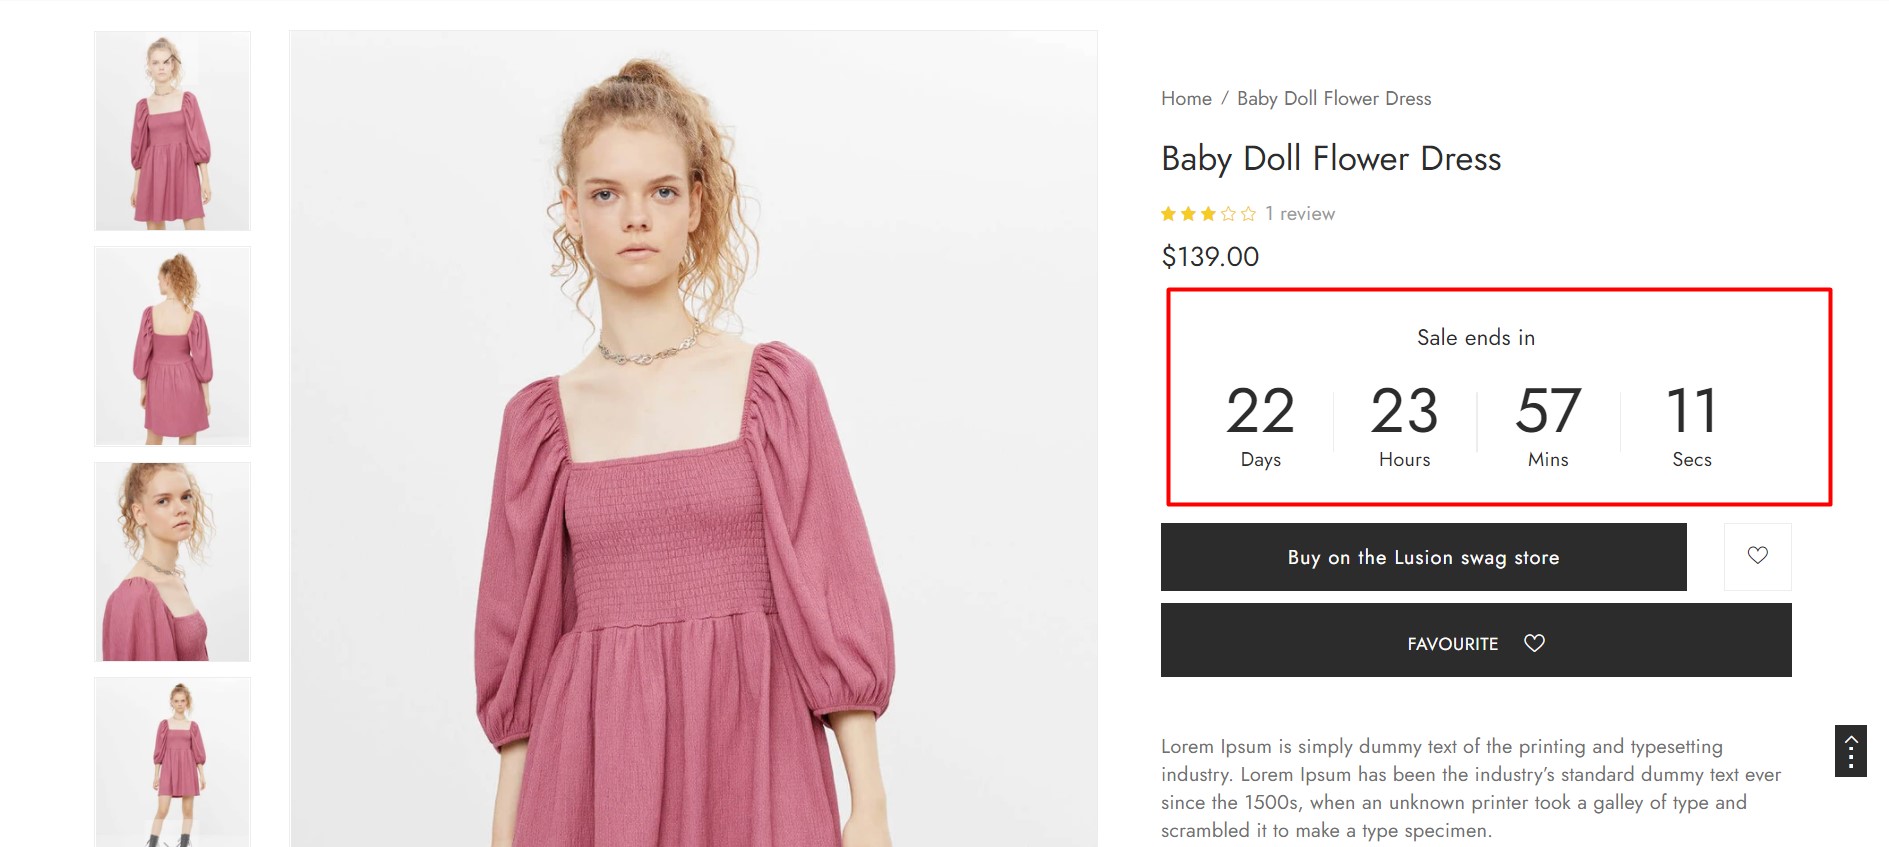 Home / Baby Doll Flower Dress
Baby Doll Flower Dress
1 review
$139.00
Sale ends in
22 23 57 11
Days Hours Mins Secs
Buy on the Lusion swag store
FAVOURITE
Lorem Ipsum is simply dummy text of the printing and typesetting
industry. Lorem Ipsum has been the industry’s standard dummy text ever
since the 1500s, when an unknown printer took a galley of type and
scrambled it to make a type specimen.